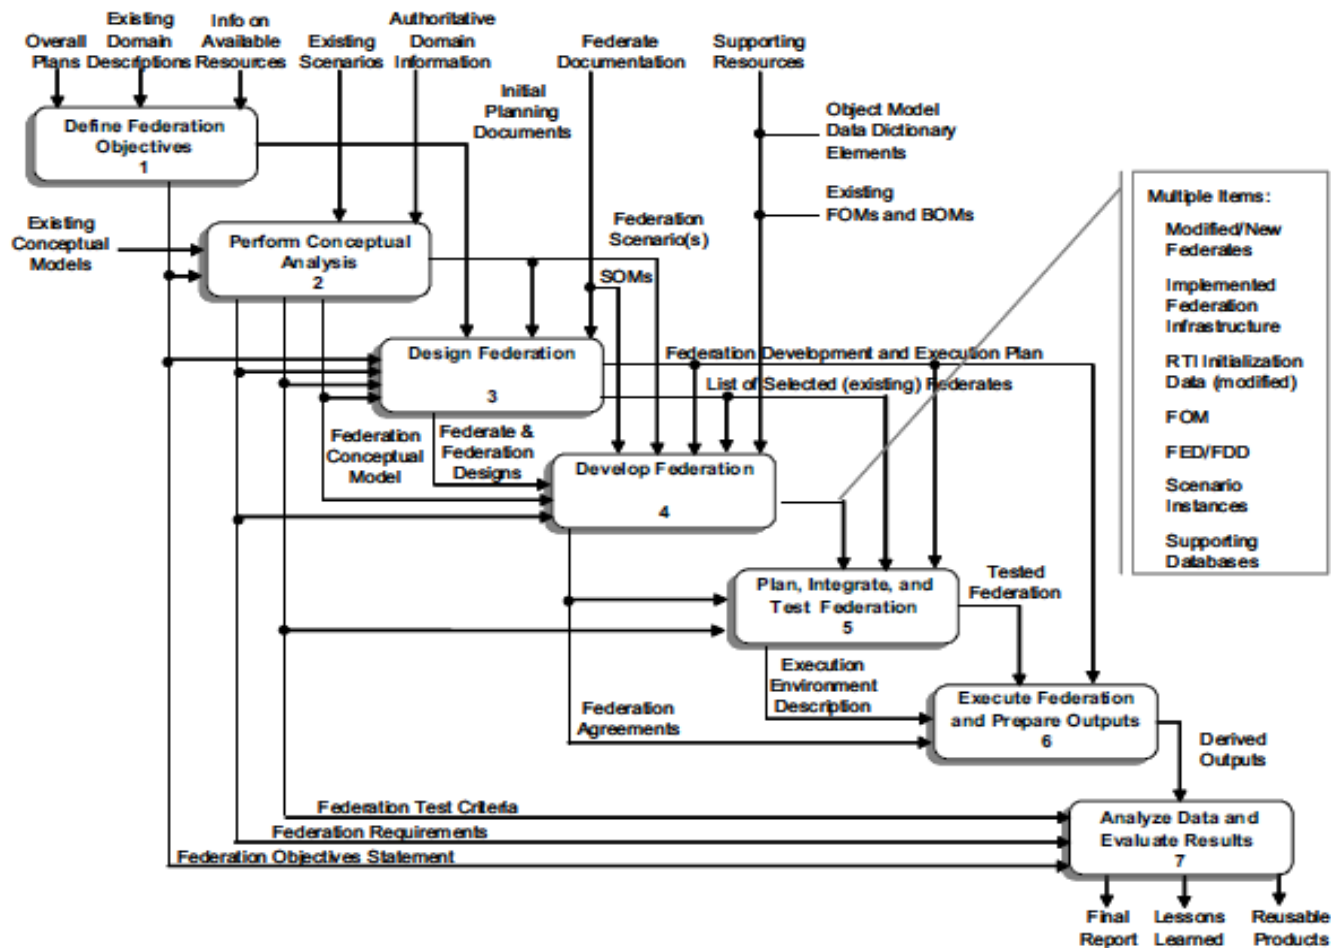 Overall
Plans
Existing
Domain
Descriptions
Info on
Available
Resources
Existing
Scenarios
Authoritative
Domain
Information
Federate
Documentation
Supporting
Resources
Initial
Planning
Documents
Object Model
Data Dictionary
Elements
Existing
FOMs and BOMs
Define Federation
Objectives
1
Existing
Conceptual
Models
Perform Conceptual
Analysis
2
Federation
Scenario(s)
SOMs
Design Federation
3
Federation Development and Execution Plan
List of Selected (existing) Federates
Federation
Conceptual
Model
Federate &
Federation
Designs
Develop Federation
4
Multiple Items:
Modified/New
Federates
Implemented
Federation
Infrastructure
RTI Initialization
Data (modified)
FOM
FED/FDD
Scenario
Instances
Supporting
Databases
Plan, Integrate, and
Test Federation
5
Tested
Federation
Execution
Environment
Description
Federation
Agreements
Execute Federation
and Prepare Outputs
6
Derived
Outputs
Federation Test Criteria
Federation Requirements
Federation Objectives Statement
Analyze Data and
Evaluate Results
7
Final
Report
Lessons
Learned
Reusable
Products